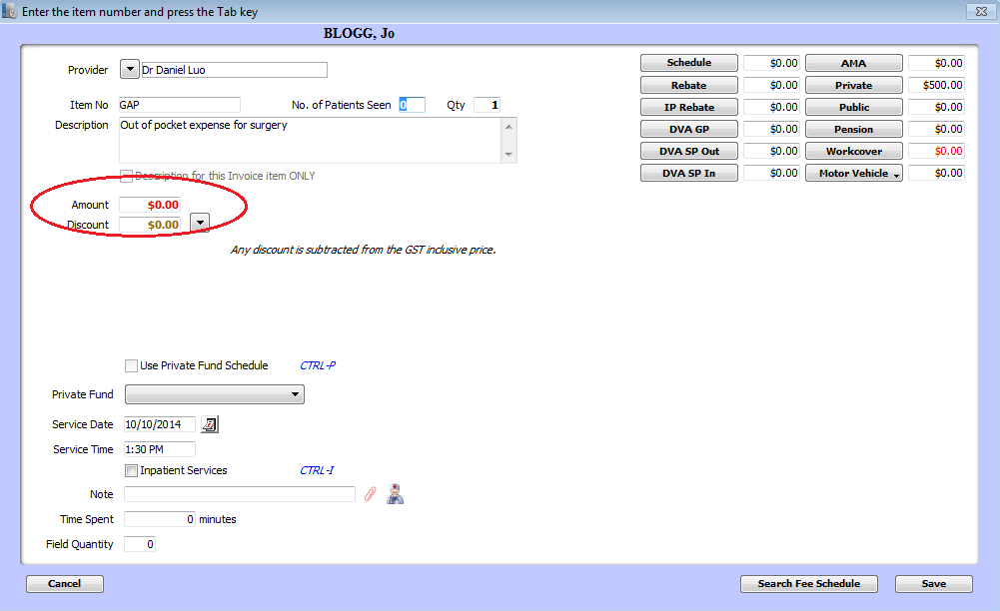 Enter the item number and press the Tab key
BLOGG, Jo
Provider Dr Daniel Luo
Item No GAP No. of Patients Seen 0 Qty 1
Description Out of pocket expense for surgery
Description for this Invoice item ONLY
Amount $0.00
Discount $0.00
Any discount is subtracted from the GST inclusive price.
Schedule $0.00 AMA $0.00
Rebate $0.00 Private $500.00
IP Rebate $0.00 Public $0.00
DVA GP $0.00 Pension $0.00
DVA SP Out $0.00 Workcover $0.00
DVA SP In $0.00 Motor Vehicle $0.00
Use Private Fund Schedule CTRL-P
Private Fund
Service Date 10/10/2014
Service Time 1:30 PM
Inpatient Services CTRL-I
Note
Time Spent 0 minutes
Field Quantity 0
Cancel Search Fee Schedule Save